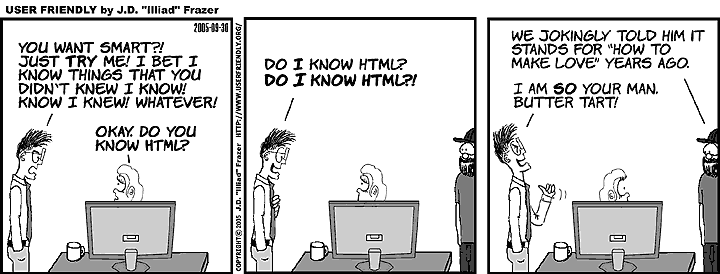 USER FRIENDLY by J.D. "Illiad" Frazer
2005-09-30
YOU WANT SMART?!
JUST TRY ME! I BET I
KNOW THINGS THAT YOU
DIDN'T KNEW I KNOW!
KNOW I KNEW! WHATEVER!
OKAY. DO YOU
KNOW HTML?
COPYRIGHT © 2005 J.D. "Illiad" Frazer HTTP://WWW.USERFRIENDLY.ORG/
DO I KNOW HTML?
DO I KNOW HTML?!
WE JOKINGLY TOLD HIM IT
STANDS FOR "HOW TO
MAKE LOVE" YEARS AGO.
I AM SO YOUR MAN,
BUTTER TART!